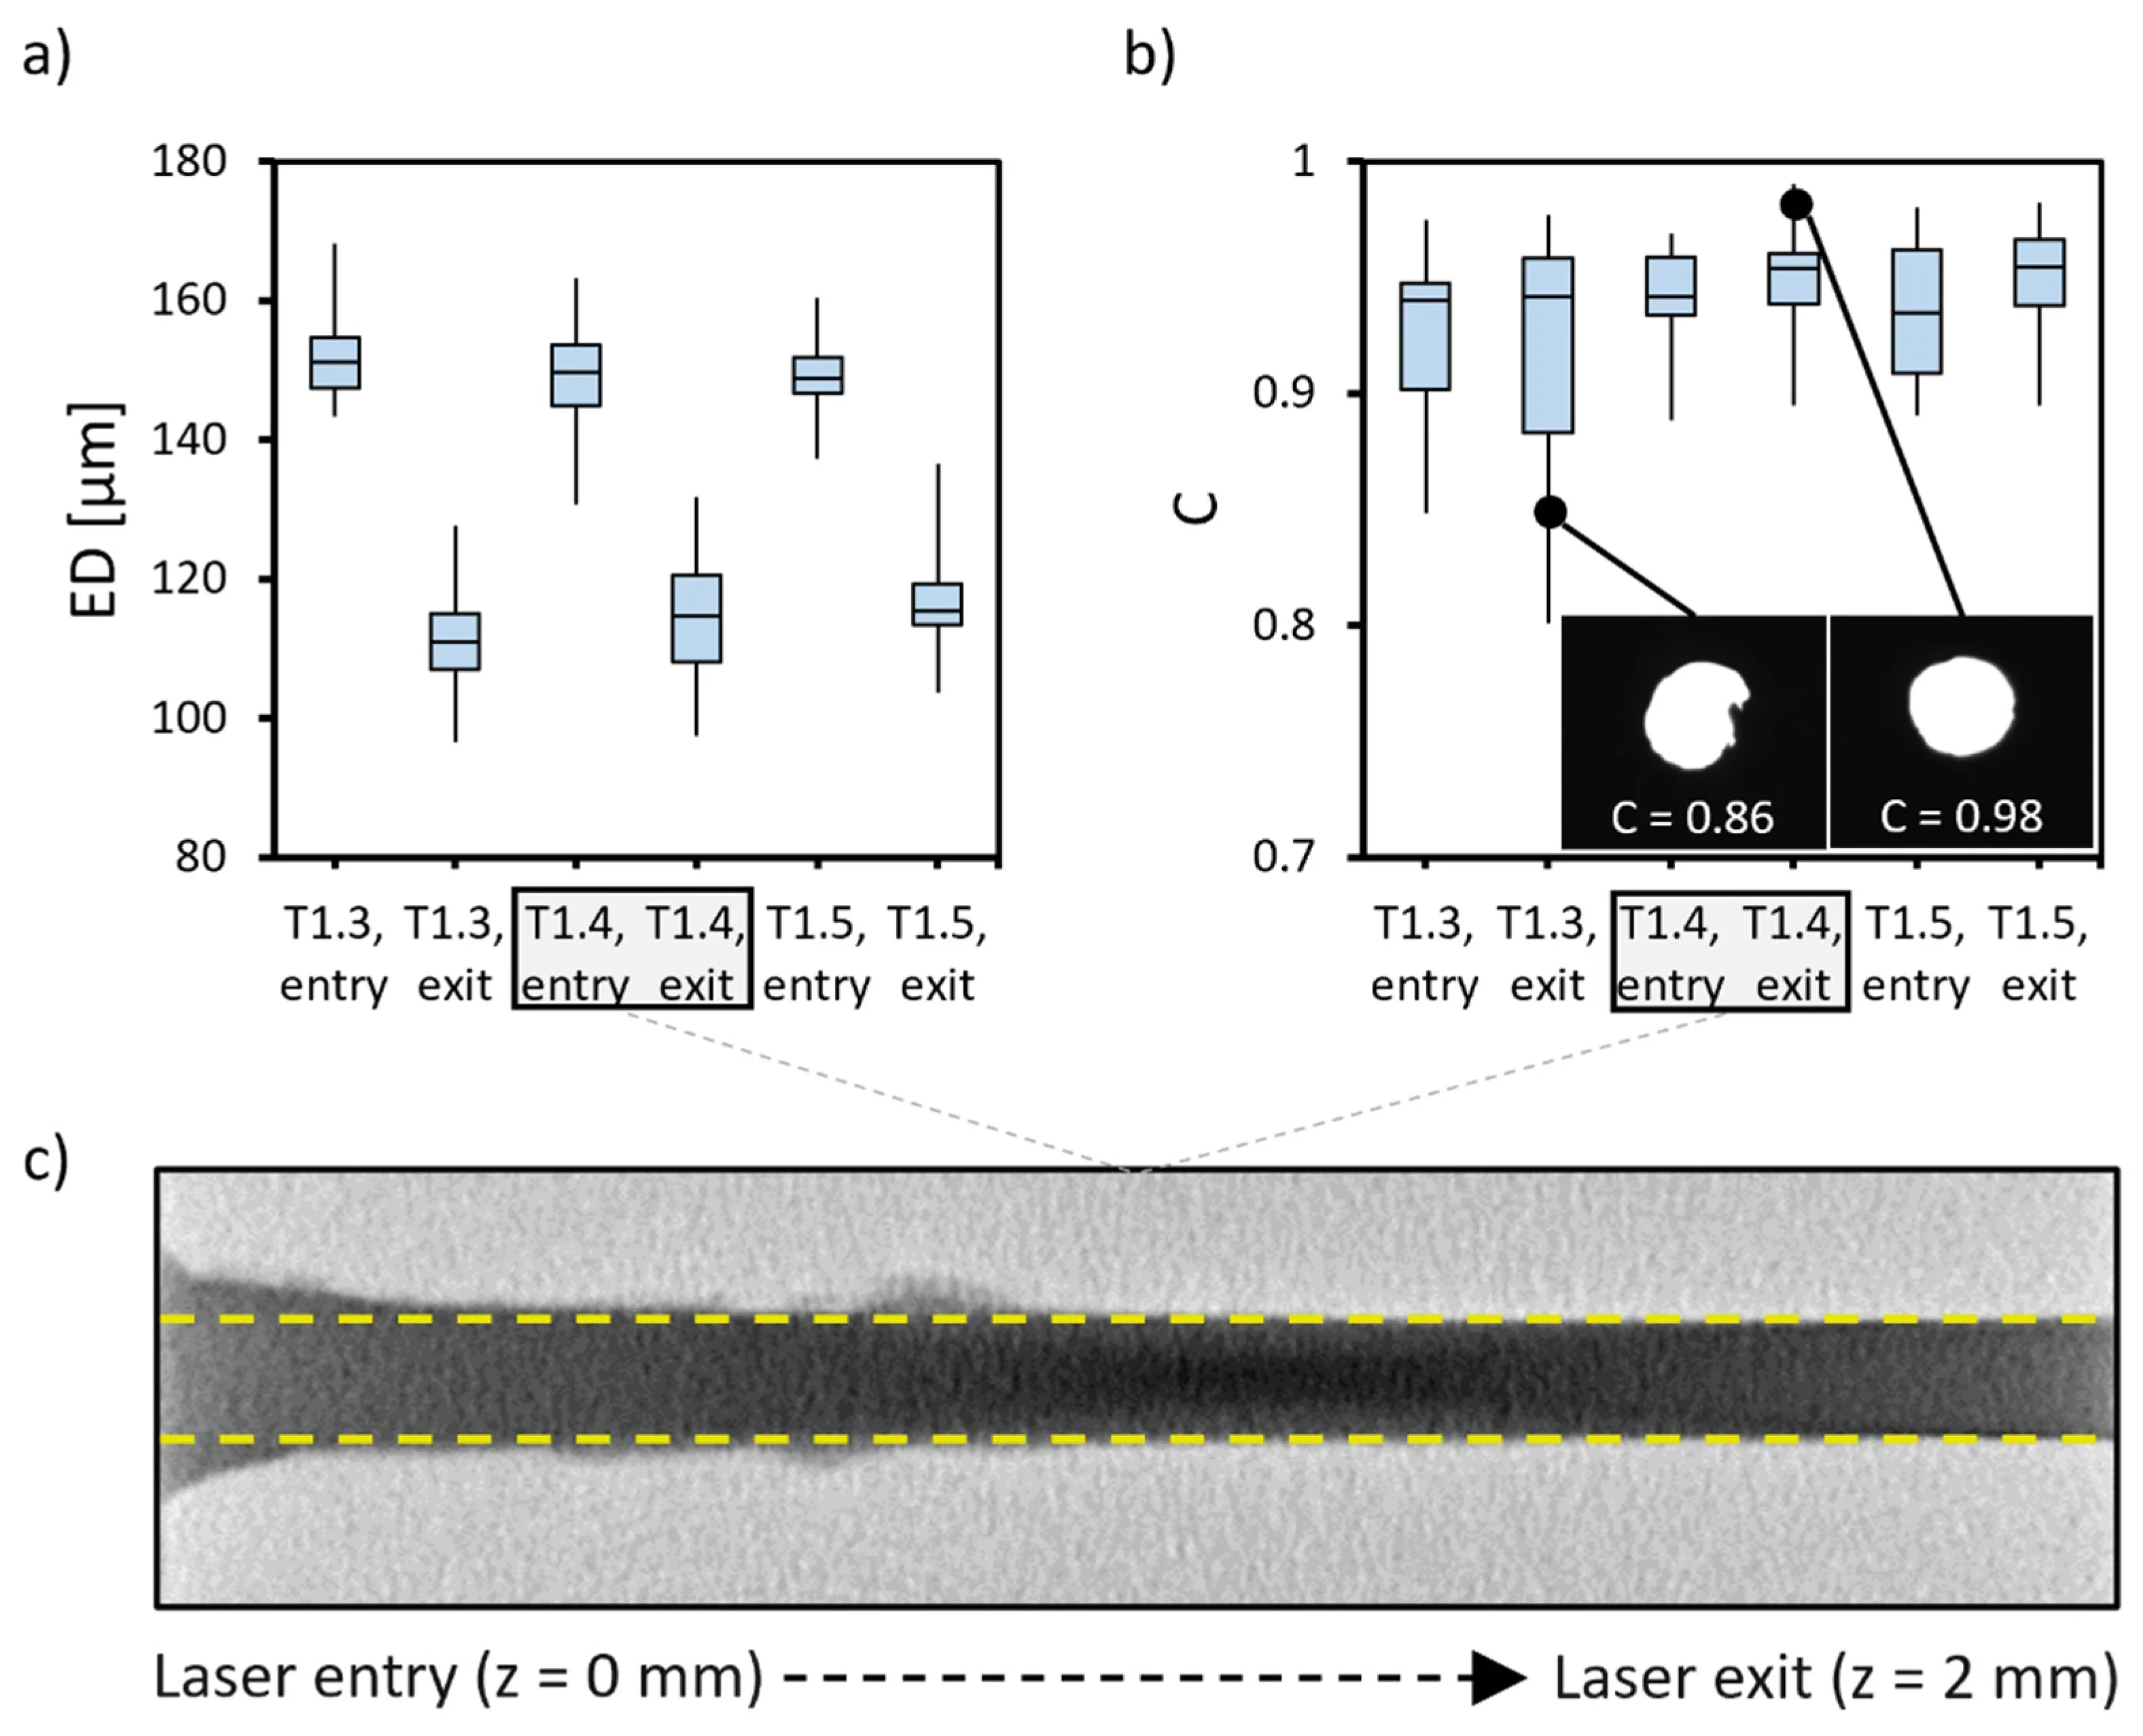 a)
180
160
140
120
100
80
ED [µm]
T1.3, T1.3, T1.4, T1.4, T1.5, T1.5,
entry exit entry exit entry exit
b)
1
0.9
0.8
0.7
C
C = 0.86
C = 0.98
T1.3, T1.3, T1.4, T1.4, T1.5, T1.5,
entry exit entry exit entry exit
c)
Laser entry (z = 0 mm)
Laser exit (z = 2 mm)